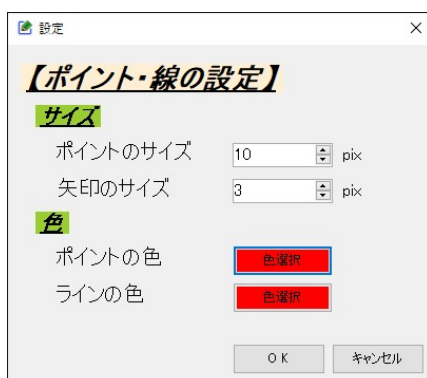 設定
【ポイント・線の設定】
サイズ
ポイントのサイズ 10 pix
矢印のサイズ 3 pix
色
ポイントの色 色選択
ラインの色 色選択
OK キャンセル